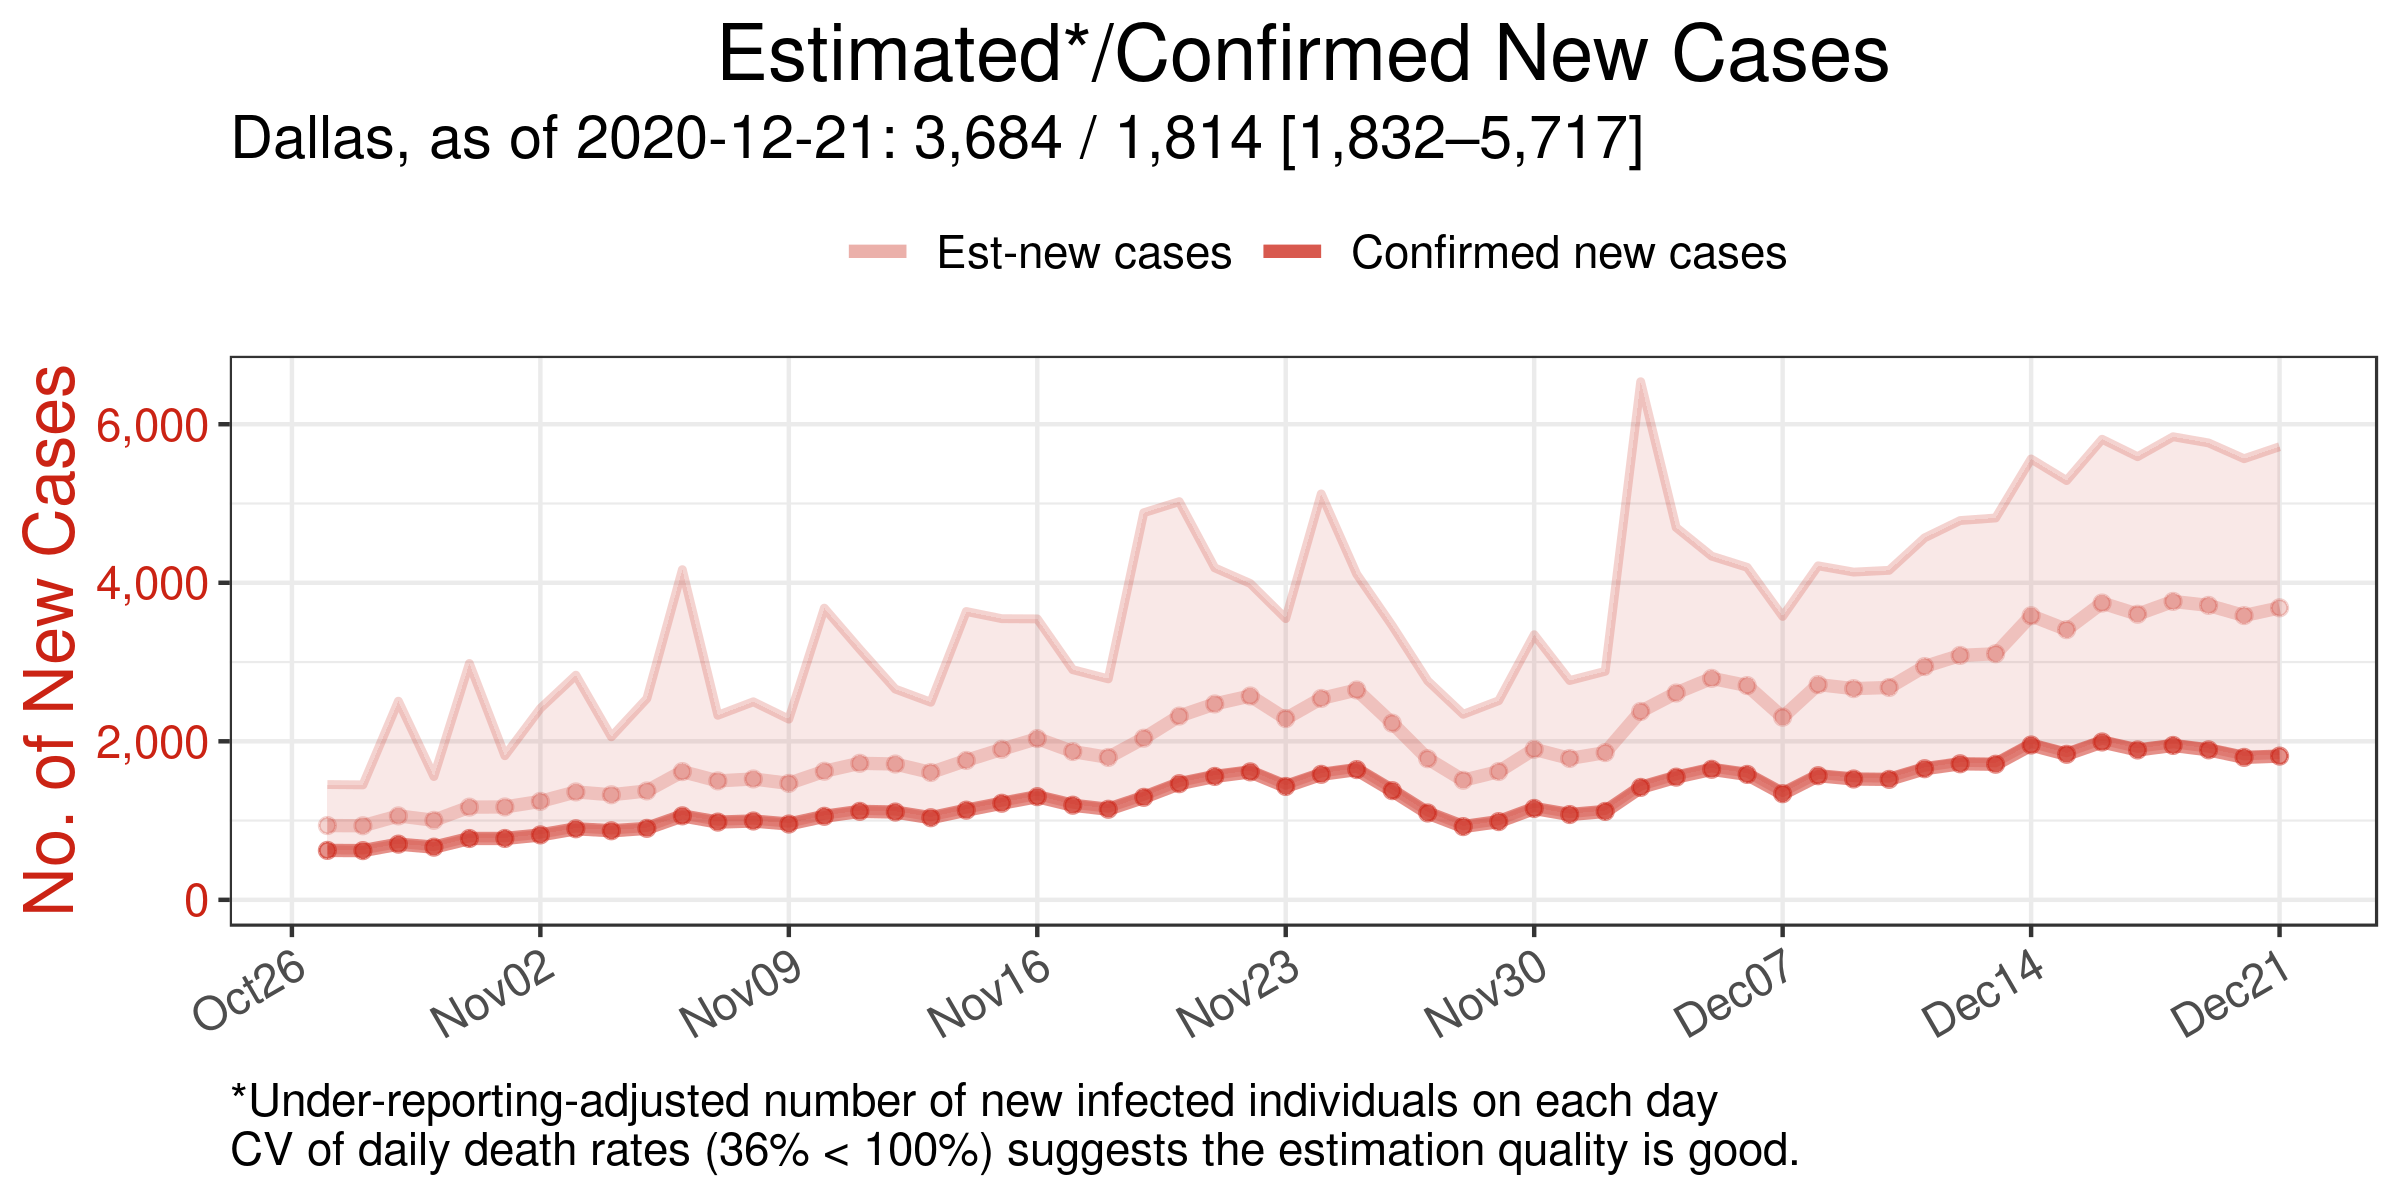 Estimated*/Confirmed New Cases
Dallas, as of 2020-12-21: 3,684 / 1,814 [1,832–5,717]
Est-new cases
Confirmed new cases
No. of New Cases
6,000
4,000
2,000
0
Oct26
Nov02
Nov09
Nov16
Nov23
Nov30
Dec07
Dec14
Dec21
*Under-reporting-adjusted number of new infected individuals on each day
CV of daily death rates (36% < 100%) suggests the estimation quality is good.